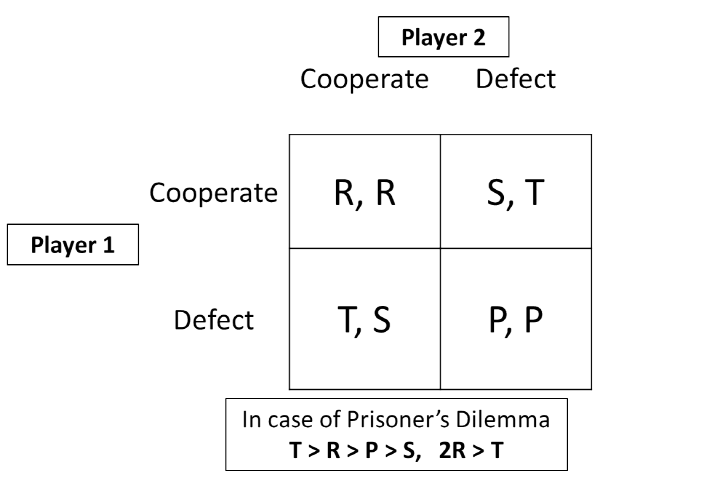 Player 2
Cooperate Defect
Cooperate R, R S, T
Player 1
Defect T, S P, P
In case of Prisoner’s Dilemma
T > R > P > S, 2R > T